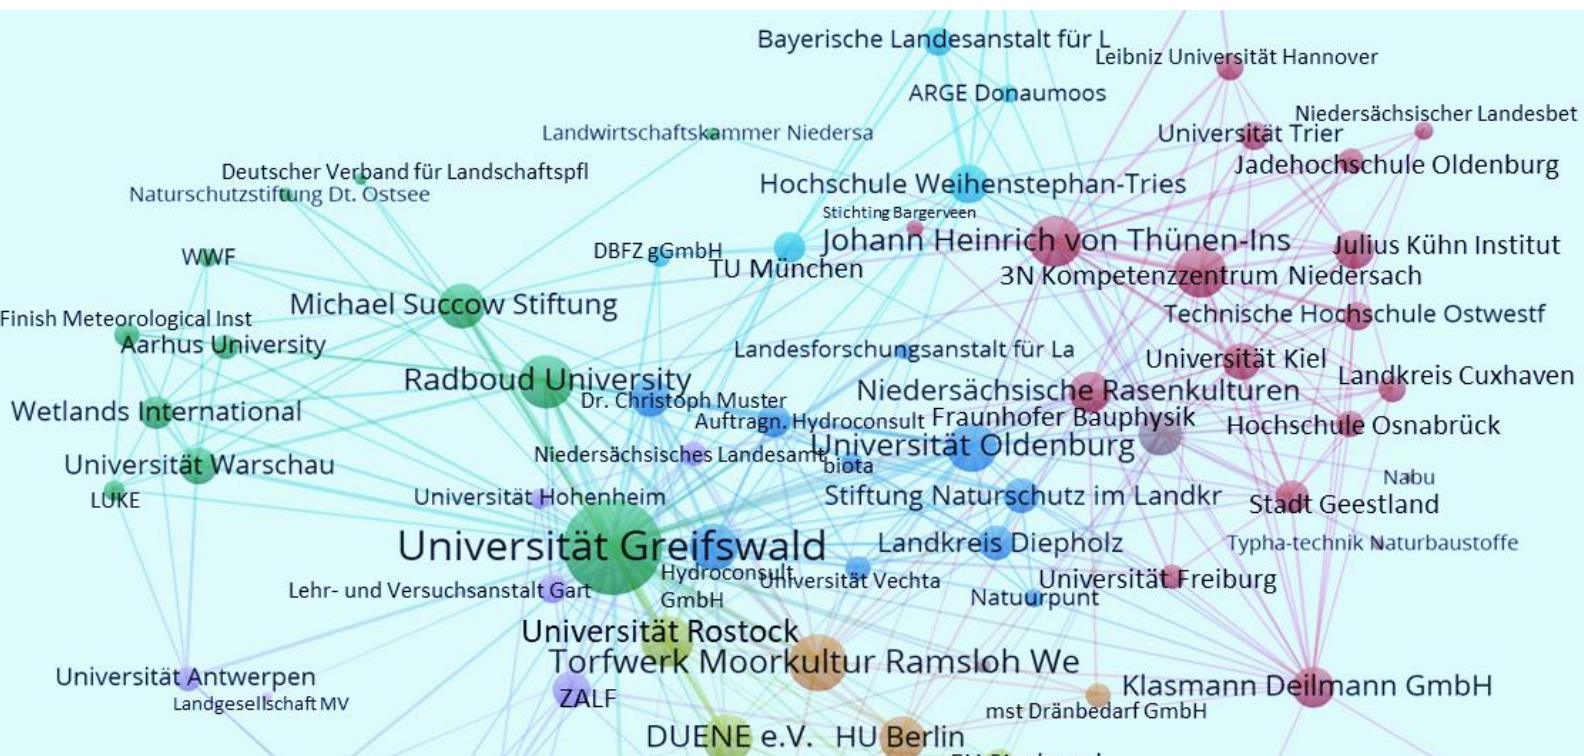 Bayerische Landesanstalt für L
Leibniz Universität Hannover
ARGE Donaumoos
Niedersächsischer Landesbet
Landwirtschaftskammer Niedersa
Universität Trier
Jadehochschule Oldenburg
Deutscher Verband für Landschaftspfl
Naturschutzstiftung Dt. Ostsee
Hochschule Weihenstephan-Tries
Stichting Bargerveen
Johann Heinrich von Thünen-Ins
Julius Kühn Institut
WWF
DBFZ gGmbH
TU München
3N Kompetenzzentrum Niedersach
Michael Succow Stiftung
Technische Hochschule Ostwestf
Finish Meteorological Inst
Aarhus University
Landesforschungsanstalt für La
Universität Kiel
Radboud University
Landkreis Cuxhaven
Niedersächsische Rasenkulturen
Dr. Christoph Muster
Wetlands International
Auftragn. Hydroconsult
Fraunhofer Bauphysik
Hochschule Osnabrück
Universität Oldenburg
Niedersächsisches Landesamt
biota
Universität Warschau
Nabu
LUKE
Universität Hohenheim
Stiftung Naturschutz im Landkr
Stadt Geestland
Universität Greifswald
Landkreis Diepholz
Typha-technik Naturbaustoffe
Hydroconsult
GmbH
Universität Vechta
Universität Freiburg
Lehr- und Versuchsanstalt Gart
Natuurpunt
Universität Rostock
Torfwerk Moorkultur Ramsloh We
Universität Antwerpen
Landgesellschaft MV
ZALF
Klasmann Deilmann GmbH
mst Dränbedarf GmbH
DUENE e.V.
HU Berlin